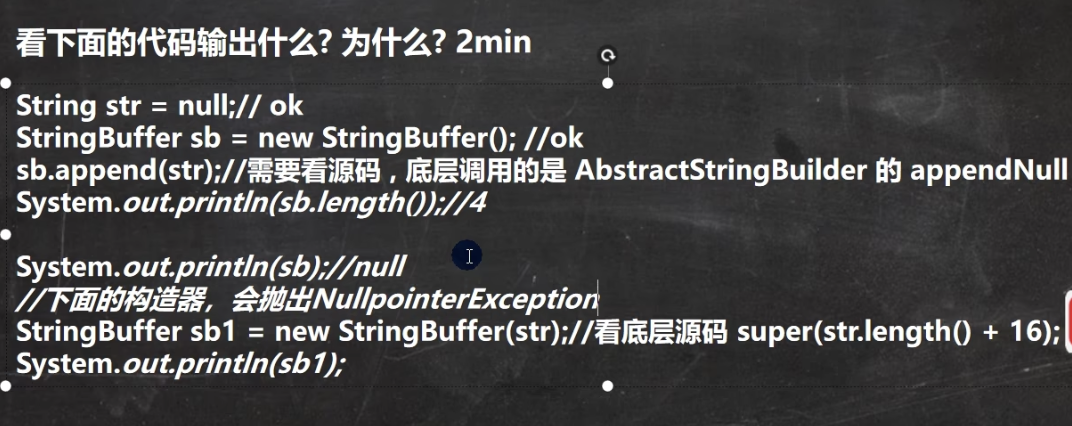 看下面的代码输出什么? 为什么? 2min
String str = null;// ok
StringBuffer sb = new StringBuffer(); //ok
sb.append(str);//需要看源码，底层调用的是 AbstractStringBuilder 的 appendNull
System.out.println(sb.length());//4
System.out.println(sb);//null
//下面的构造器，会抛出NullpointerException
StringBuffer sb1 = new StringBuffer(str);//看底层源码 super(str.length() + 16);
System.out.println(sb1);